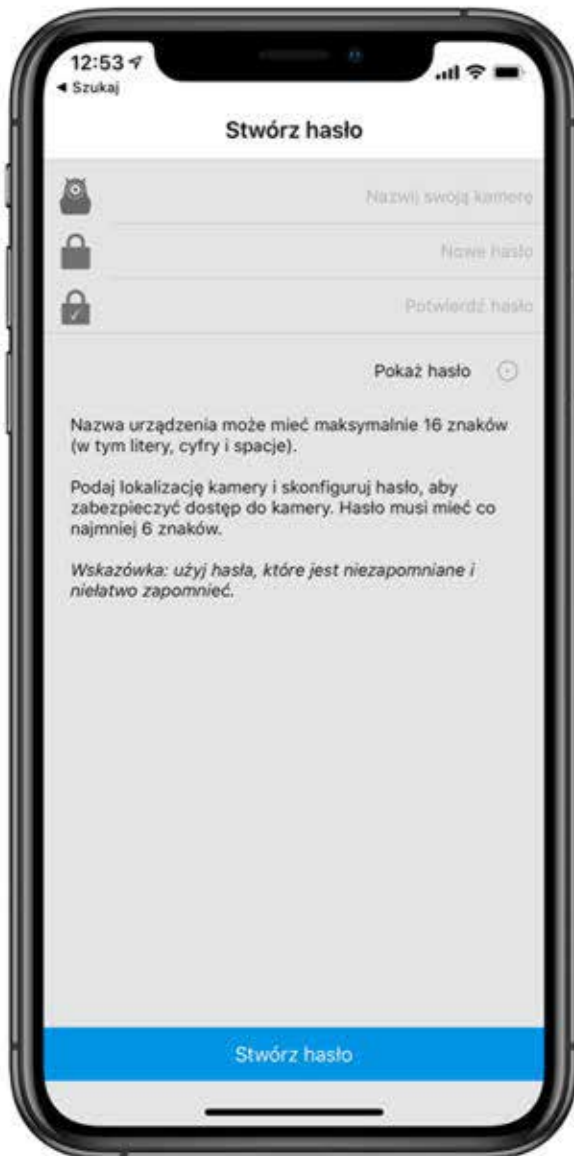 12:53
◀ Szukaj
Stwórz hasło
Nazwij swoją kamerę
Nowe hasło
Potwierdź hasło
Pokaż hasło
Nazwa urządzenia może mieć maksymalnie 16 znaków
(w tym litery, cyfry i spacje).
Podaj lokalizację kamery i skonfiguruj hasło, aby
zabezpieczyć dostęp do kamery. Hasło musi mieć co
najmniej 6 znaków.
Wskazówka: użyj hasła, które jest niezapomniane i
niełatwo zapomnieć.
Stwórz hasło